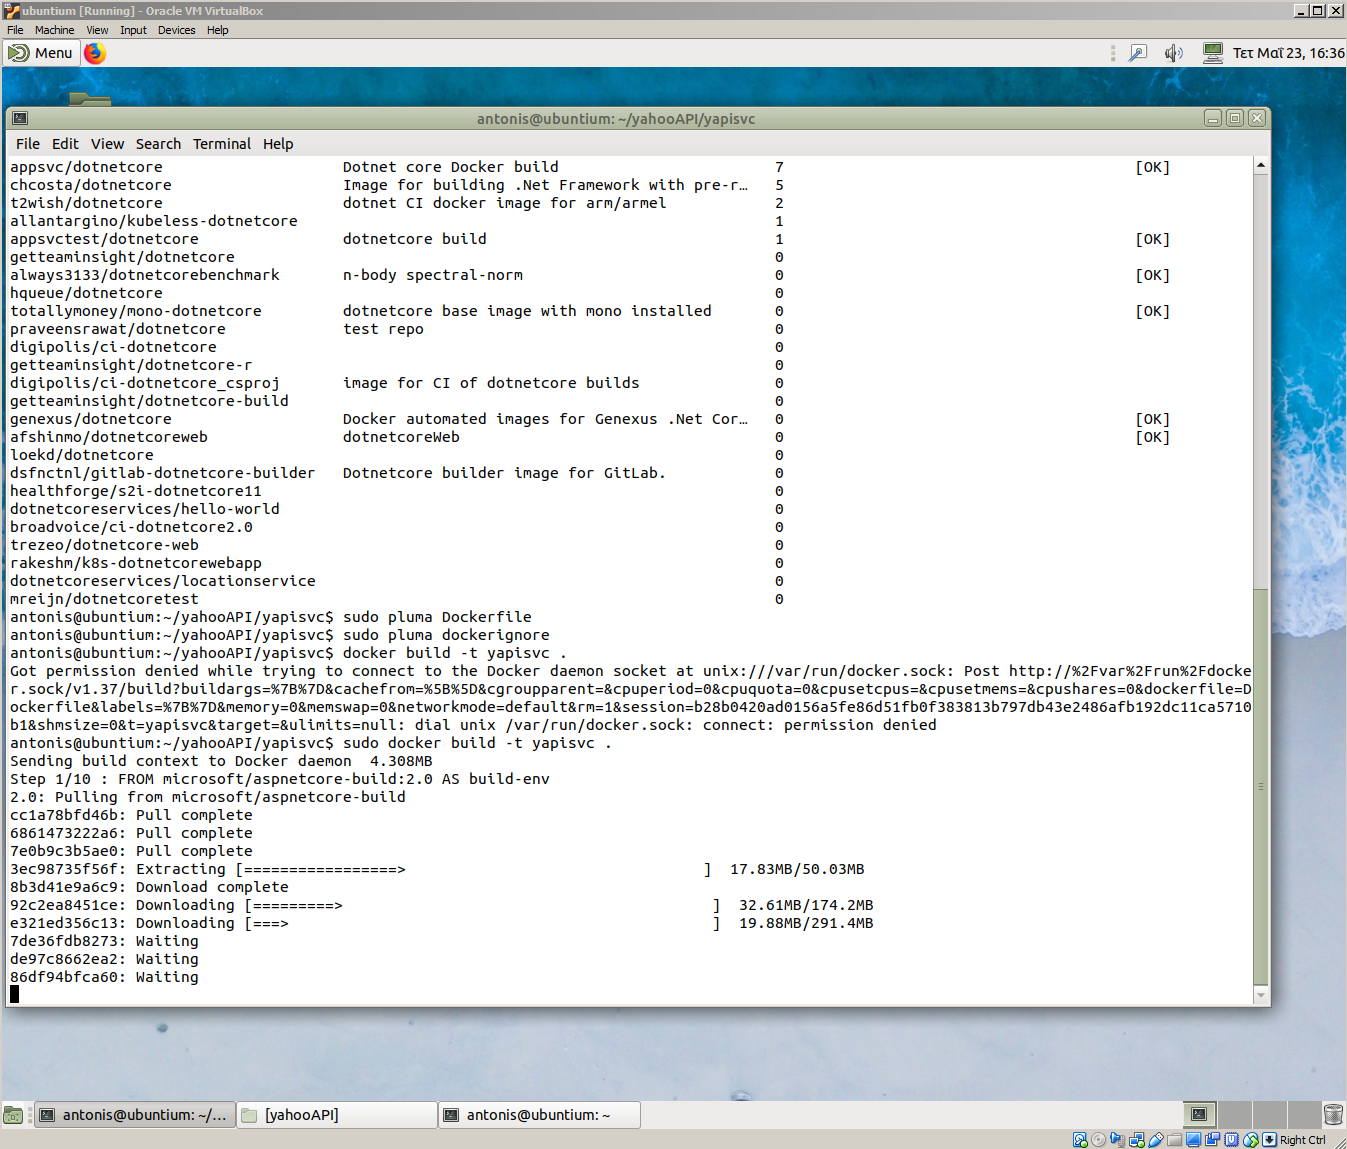 ubuntium [Running] - Oracle VM VirtualBox
File Machine View Input Devices Help
Menu Τετ Μαΐ 23, 16:36
antonis@ubuntium: ~/yahooAPI/yapisvc
File Edit View Search Terminal Help
appsvc/dotnetcore Dotnet core Docker build 7 [OK]
chcosta/dotnetcore Image for building .Net Framework with pre-r… 5
t2wish/dotnetcore dotnet CI docker image for arm/armel 2
allantargino/kubeless-dotnetcore 1
appsvctest/dotnetcore dotnetcore build 1 [OK]
getteaminsight/dotnetcore 0
always3133/dotnetcorebenchmark n-body spectral-norm 0 [OK]
hqueue/dotnetcore 0
totallymoney/mono-dotnetcore dotnetcore base image with mono installed 0 [OK]
praveensrawat/dotnetcore test repo 0
digipolis/ci-dotnetcore 0
getteaminsight/dotnetcore-r 0
digipolis/ci-dotnetcore_csproj image for CI of dotnetcore builds 0
getteaminsight/dotnetcore-build 0
genexus/dotnetcore Docker automated images for Genexus .Net Cor… 0 [OK]
afshinmo/dotnetcoreweb dotnetcoreWeb 0 [OK]
loekd/dotnetcore 0
dsfnctnl/gitlab-dotnetcore-builder Dotnetcore builder image for GitLab. 0
healthforge/s2i-dotnetcore11 0
dotnetcoreservices/hello-world 0
broadvoice/ci-dotnetcore2.0 0
trezeo/dotnetcore-web 0
rakeshm/k8s-dotnetcorewebapp 0
dotnetcoreservices/locationservice 0
mreijn/dotnetcoretest 0
antonis@ubuntium:~/yahooAPI/yapisvc$ sudo pluma Dockerfile
antonis@ubuntium:~/yahooAPI/yapisvc$ sudo pluma dockerignore
antonis@ubuntium:~/yahooAPI/yapisvc$ docker build -t yapisvc .
Got permission denied while trying to connect to the Docker daemon socket at unix:///var/run/docker.sock: Post http://%2Fvar%2Frun%2Fdocke
r.sock/v1.37/build?buildargs=%7B%7D&cachefrom=%5B%5D&cgroupparent=&cpuperiod=0&cpuquota=0&cpusetcpus=&cpusetmems=&cpushares=0&dockerfile=D
ockerfile&labels=%7B%7D&memory=0&memswap=0&networkmode=default&rm=1&session=b28b0420ad0156a5fe86d51fb0f383813b797db43e2486afb192dc11ca5710
b1&shmsize=0&t=yapisvc&target=&ulimits=null: dial unix /var/run/docker.sock: connect: permission denied
antonis@ubuntium:~/yahooAPI/yapisvc$ sudo docker build -t yapisvc .
Sending build context to Docker daemon  4.308MB
Step 1/10 : FROM microsoft/aspnetcore-build:2.0 AS build-env
2.0: Pulling from microsoft/aspnetcore-build
cc1a78bfd46b: Pull complete
6861473222a6: Pull complete
7e0b9c3b5ae0: Pull complete
3ec98735f56f: Extracting [=================> ] 17.83MB/50.03MB
8b3d41e9a6c9: Download complete
92c2ea8451ce: Downloading [=========> ] 32.61MB/174.2MB
e321ed356c13: Downloading [===> ] 19.88MB/291.4MB
7de36fdb8273: Waiting
de97c8662ea2: Waiting
86df94bfca60: Waiting
antonis@ubuntium: ~/… [yahooAPI] antonis@ubuntium: ~
Right Ctrl